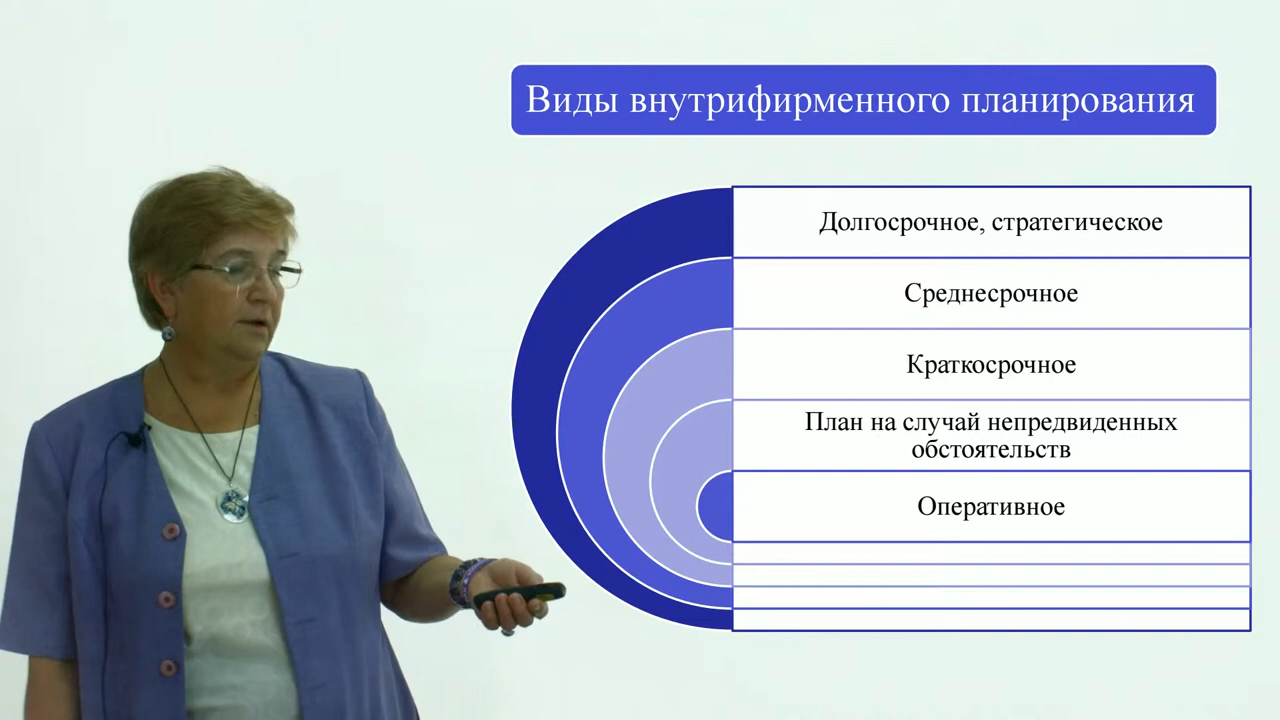 Виды внутрифирменного планирования
Долгосрочное, стратегическое
Среднесрочное
Краткосрочное
План на случай непредвиденных
обстоятельств
Оперативное